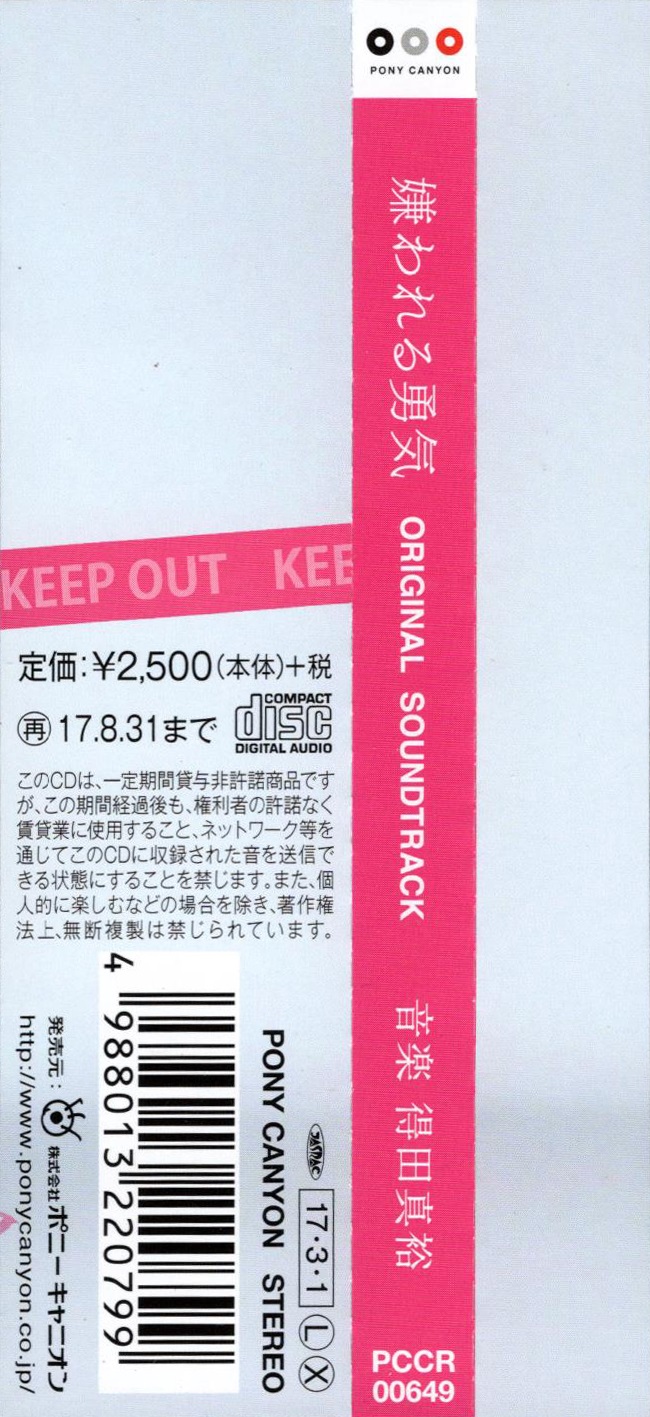 PONY CANYON
嫌われる勇気 ORIGINAL SOUNDTRACK 音楽 得田真裕
PCCR
00649
KEEP OUT KEE
定価:¥2,500(本体)+税
再 17.8.31まで
COMPACT
disc
DIGITAL AUDIO
このCDは、一定期間貸与非許諾商品です
が、この期間経過後も、権利者の許諾なく
賃貸業に使用すること、ネットワーク等を
通じてこのCDに収録された音を送信で
きる状態にすることを禁じます。また、個
人的に楽しむなどの場合を除き、著作権
法上、無断複製は禁じられています。
JASRAC
17・3・1 L X
PONY CANYON STEREO
4 988013 220799
発売元: 株式会社ポニーキャニオン
http://www.ponycanyon.co.jp/